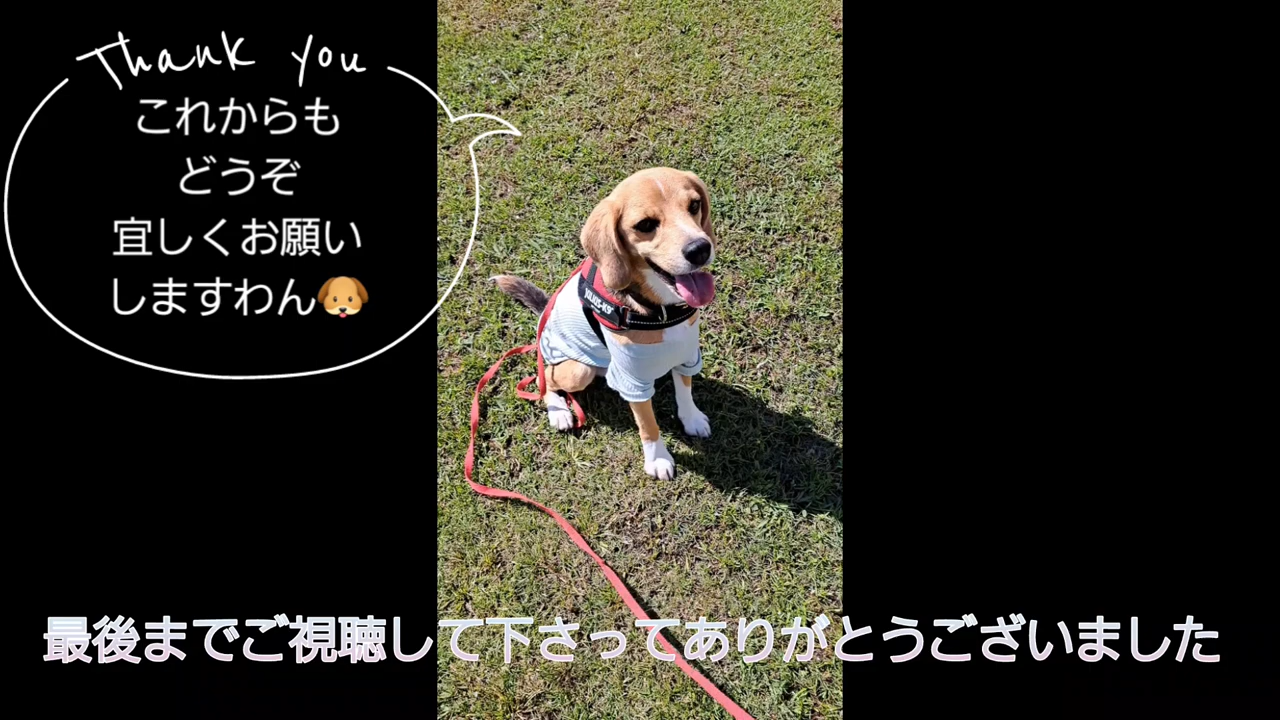 Thank you
これからも
どうぞ
宜しくお願い
しますわん🐶
JULIUS-K9
最後までご視聴して下さってありがとうございました